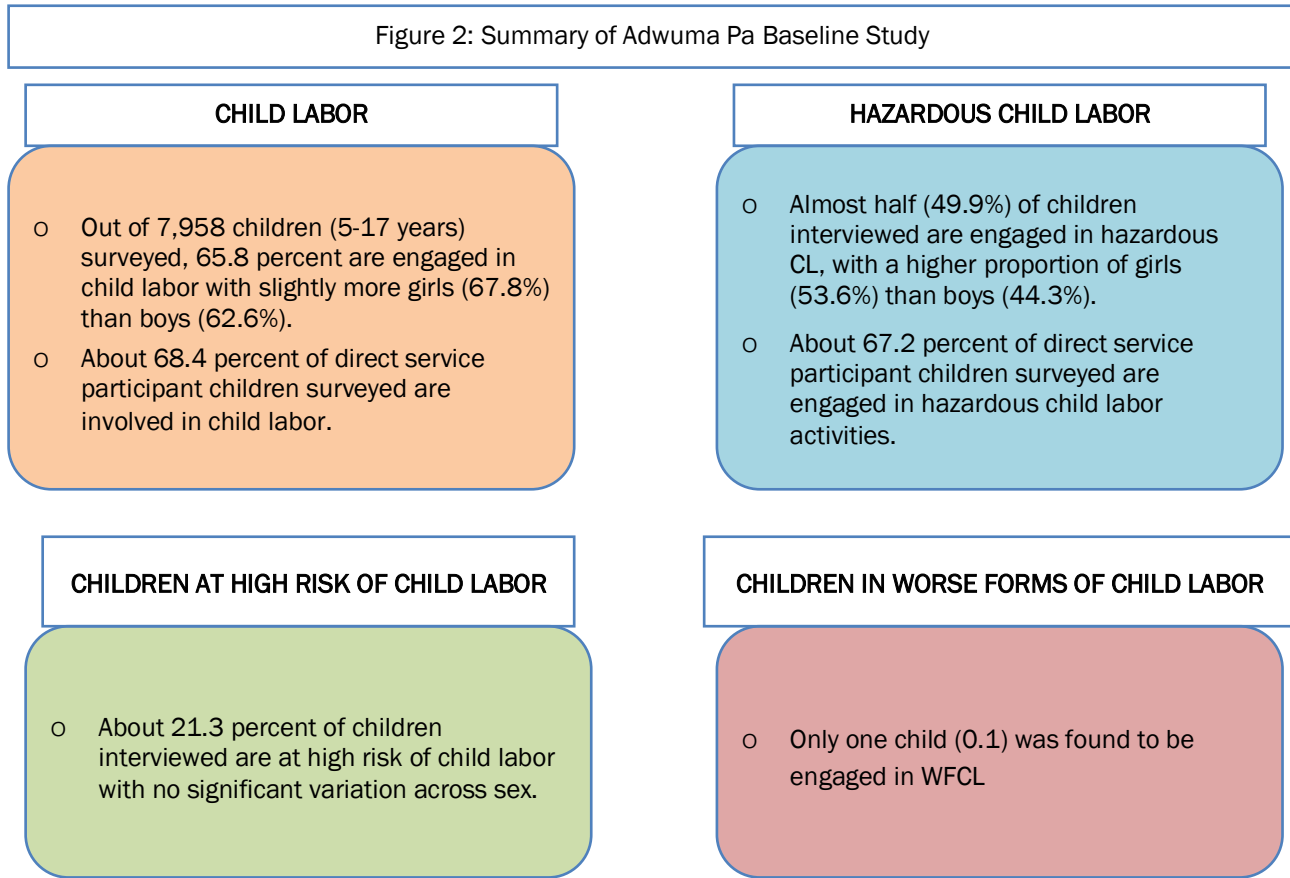 Figure 2: Summary of Adwuma Pa Baseline Study
CHILD LABOR
o Out of 7,958 children (5-17 years)
surveyed, 65.8 percent are engaged in
child labor with slightly more girls (67.8%)
than boys (62.6%).
o About 68.4 percent of direct service
participant children surveyed are
involved in child labor.
HAZARDOUS CHILD LABOR
o Almost half (49.9%) of children
interviewed are engaged in hazardous
CL, with a higher proportion of girls
(53.6%) than boys (44.3%).
o About 67.2 percent of direct service
participant children surveyed are
engaged in hazardous child labor
activities.
CHILDREN AT HIGH RISK OF CHILD LABOR
o About 21.3 percent of children
interviewed are at high risk of child labor
with no significant variation across sex.
CHILDREN IN WORSE FORMS OF CHILD LABOR
o Only one child (0.1) was found to be
engaged in WFCL